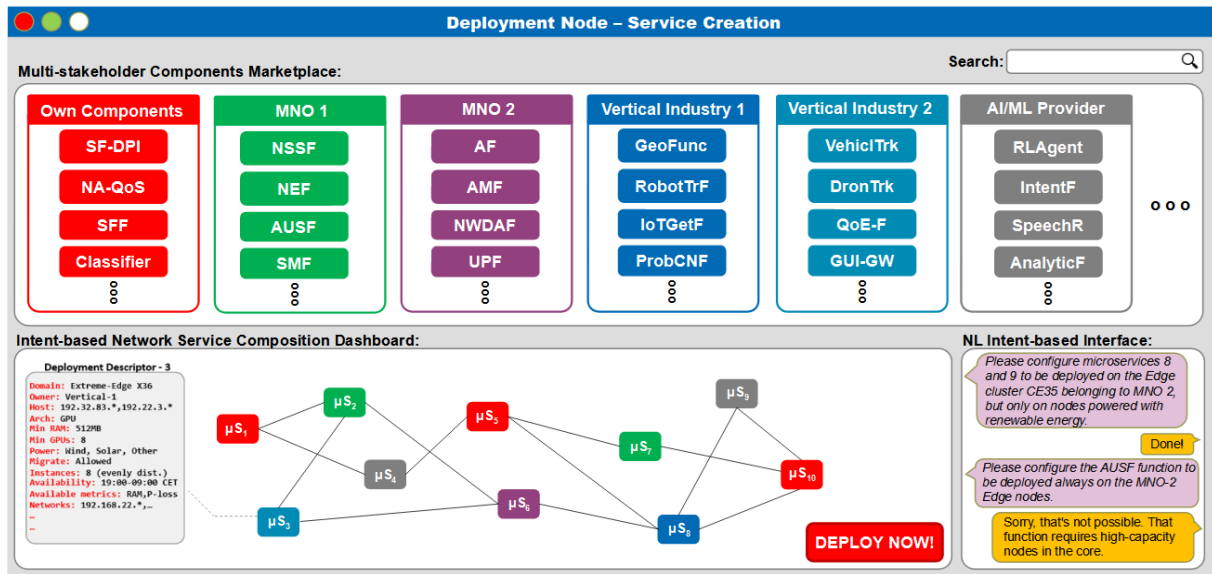 Deployment Node – Service Creation
Search:
Multi-stakeholder Components Marketplace:
Own Components
SF-DPI
NA-QoS
SFF
Classifier
MNO 1
NSSF
NEF
AUSF
SMF
MNO 2
AF
AMF
NWDAF
UPF
Vertical Industry 1
GeoFunc
RobotTrF
IoTGetF
ProbCNF
Vertical Industry 2
VehiclTrk
DronTrk
QoE-F
GUI-GW
AI/ML Provider
RLAgent
IntentF
SpeechR
AnalyticF
Intent-based Network Service Composition Dashboard:
Deployment Descriptor - 3
Domain: Extreme-Edge X36
Owner: Vertical-1
Host: 192.32.83.*,192.22.3.*
Arch: GPU
Min RAM: 512MB
Min GPUs: 8
Power: Wind, Solar, Other
Migrate: Allowed
Instances: 8 (evenly dist.)
Availability: 19:00-09:00 CET
Available metrics: RAM,P-loss
Networks: 192.168.22.*,…
…
…
µS1
µS2
µS3
µS4
µS5
µS6
µS7
µS8
µS9
µS10
DEPLOY NOW!
NL Intent-based Interface:
Please configure microservices 8
and 9 to be deployed on the Edge
cluster CE35 belonging to MNO 2,
but only on nodes powered with
renewable energy.
Done!
Please configure the AUSF function to
be deployed always on the MNO-2
Edge nodes.
Sorry, that's not possible. That
function requires high-capacity
nodes in the core.